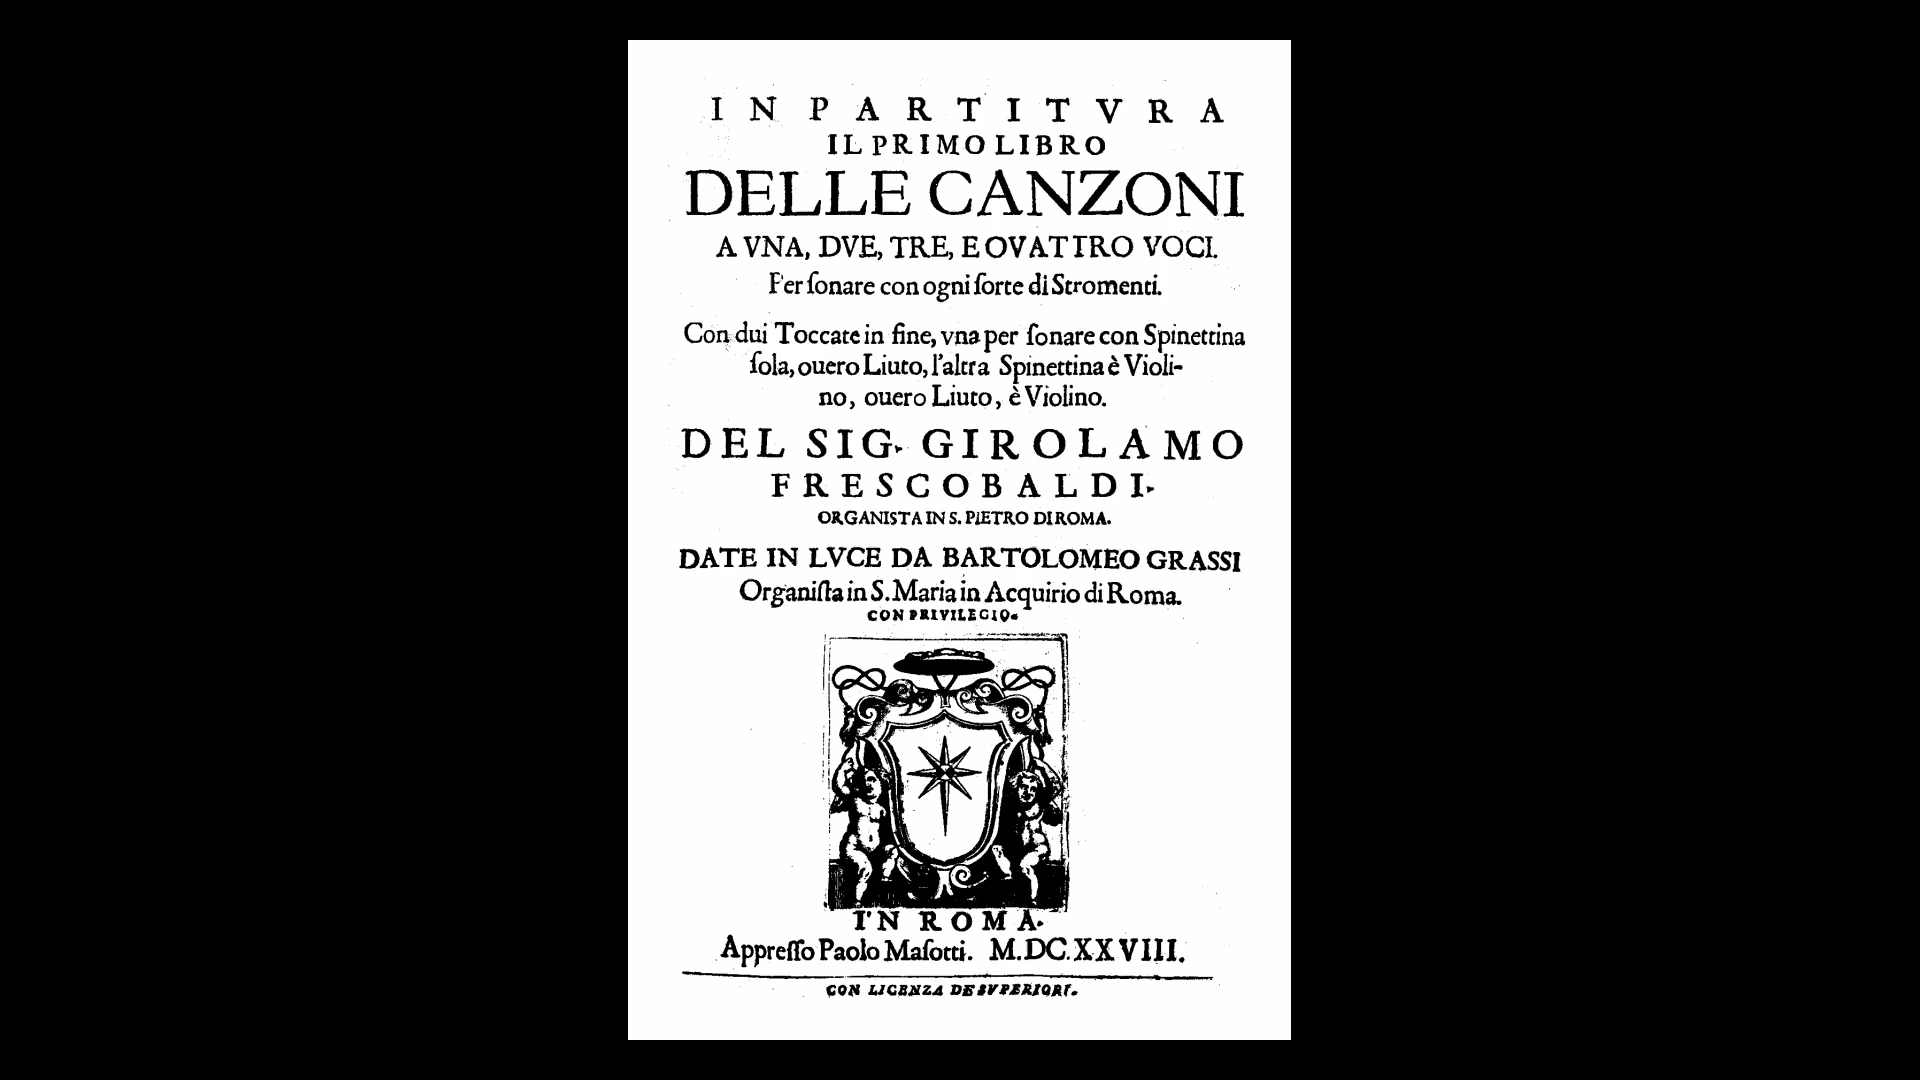 IN PARTITVRA
IL PRIMO LIBRO
DELLE CANZONI
A VNA, DVE, TRE, E QVATTRO VOCI.
Per ſonare con ogni ſorte di Stromenti.
Con dui Toccate in fine, vna per ſonare con Spinettina
ſola, ouero Liuto, l'altra Spinettina è Violi-
no, ouero Liuto, è Violino.
DEL SIG. GIROLAMO
FRESCOBALDI.
ORGANISTA IN S. PIETRO DI ROMA.
DATE IN LVCE DA BARTOLOMEO GRASSI
Organiſta in S. Maria in Acquirio di Roma.
CON PRIVILEGIO.
IN ROMA.
Appreſſo Paolo Maſotti. M.DC.XXVIII.
CON LICENZA DE SVPERIORI.